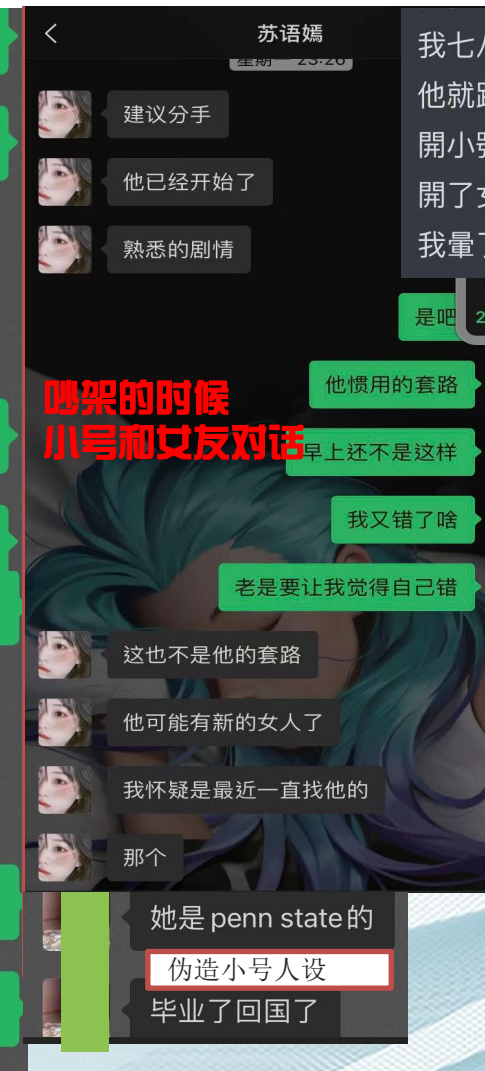 苏语嫣
星期一 23:26
建议分手
他已经开始了
熟悉的剧情
是吧
他惯用的套路
早上还不是这样
我又错了啥
老是要让我觉得自己错
吵架的时候
小号和女友对话
这也不是他的套路
他可能有新的女人了
我怀疑是最近一直找他的
那个
她是 penn state 的
伪造小号人设
毕业了回国了
我七
他就
開小
開了
我暈
2